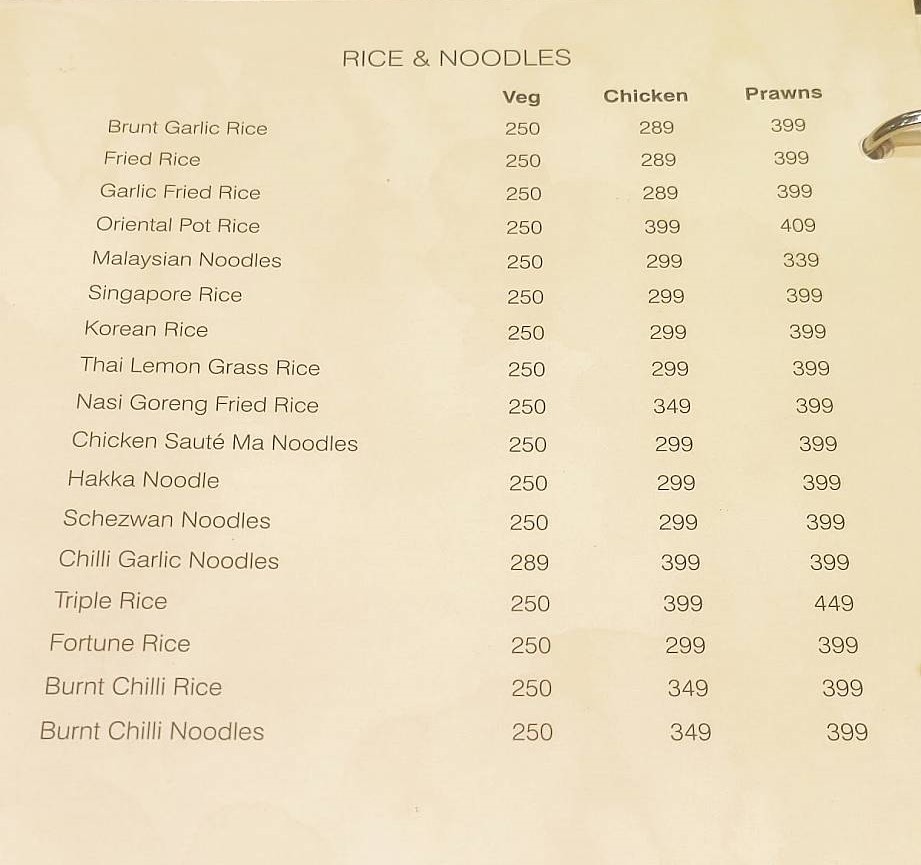 RICE & NOODLES
Veg Chicken Prawns
Brunt Garlic Rice 250 289 399
Fried Rice 250 289 399
Garlic Fried Rice 250 289 399
Oriental Pot Rice 250 399 409
Malaysian Noodles 250 299 339
Singapore Rice 250 299 399
Korean Rice 250 299 399
Thai Lemon Grass Rice 250 299 399
Nasi Goreng Fried Rice 250 349 399
Chicken Sauté Ma Noodles 250 299 399
Hakka Noodle 250 299 399
Schezwan Noodles 250 299 399
Chilli Garlic Noodles 289 399 399
Triple Rice 250 399 449
Fortune Rice 250 299 399
Burnt Chilli Rice 250 349 399
Burnt Chilli Noodles 250 349 399